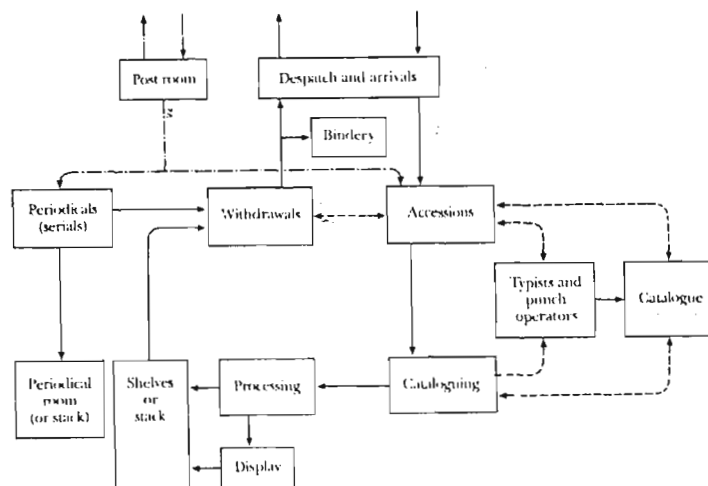 Post room
Despatch and arrivals
Bindery
Periodicals
(serials)
Withdrawals
Accessions
Typists and
punch
operators
Catalogue
Periodical
room
(or stack)
Shelves
or
stack
Processing
Cataloguing
Display